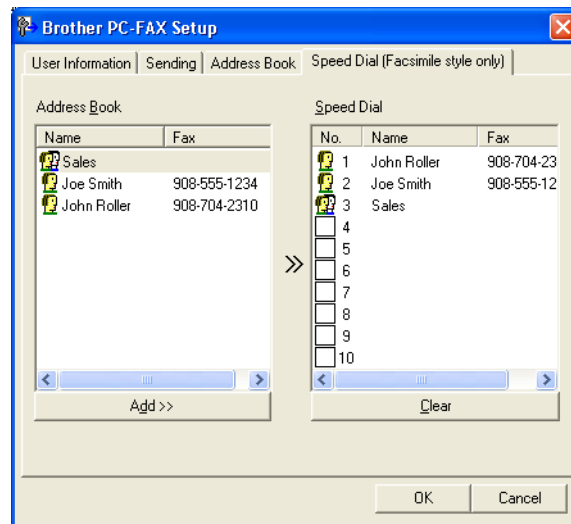 Brother PC-FAX Setup
User Information Sending Address Book Speed Dial (Facsimile style only)
Address Book
Name Fax
Sales
Joe Smith 908-555-1234
John Roller 908-704-2310
Add >>
Speed Dial
No. Name Fax
1 John Roller 908-704-23
2 Joe Smith 908-555-12
3 Sales
4
5
6
7
8
9
10
Clear
OK Cancel